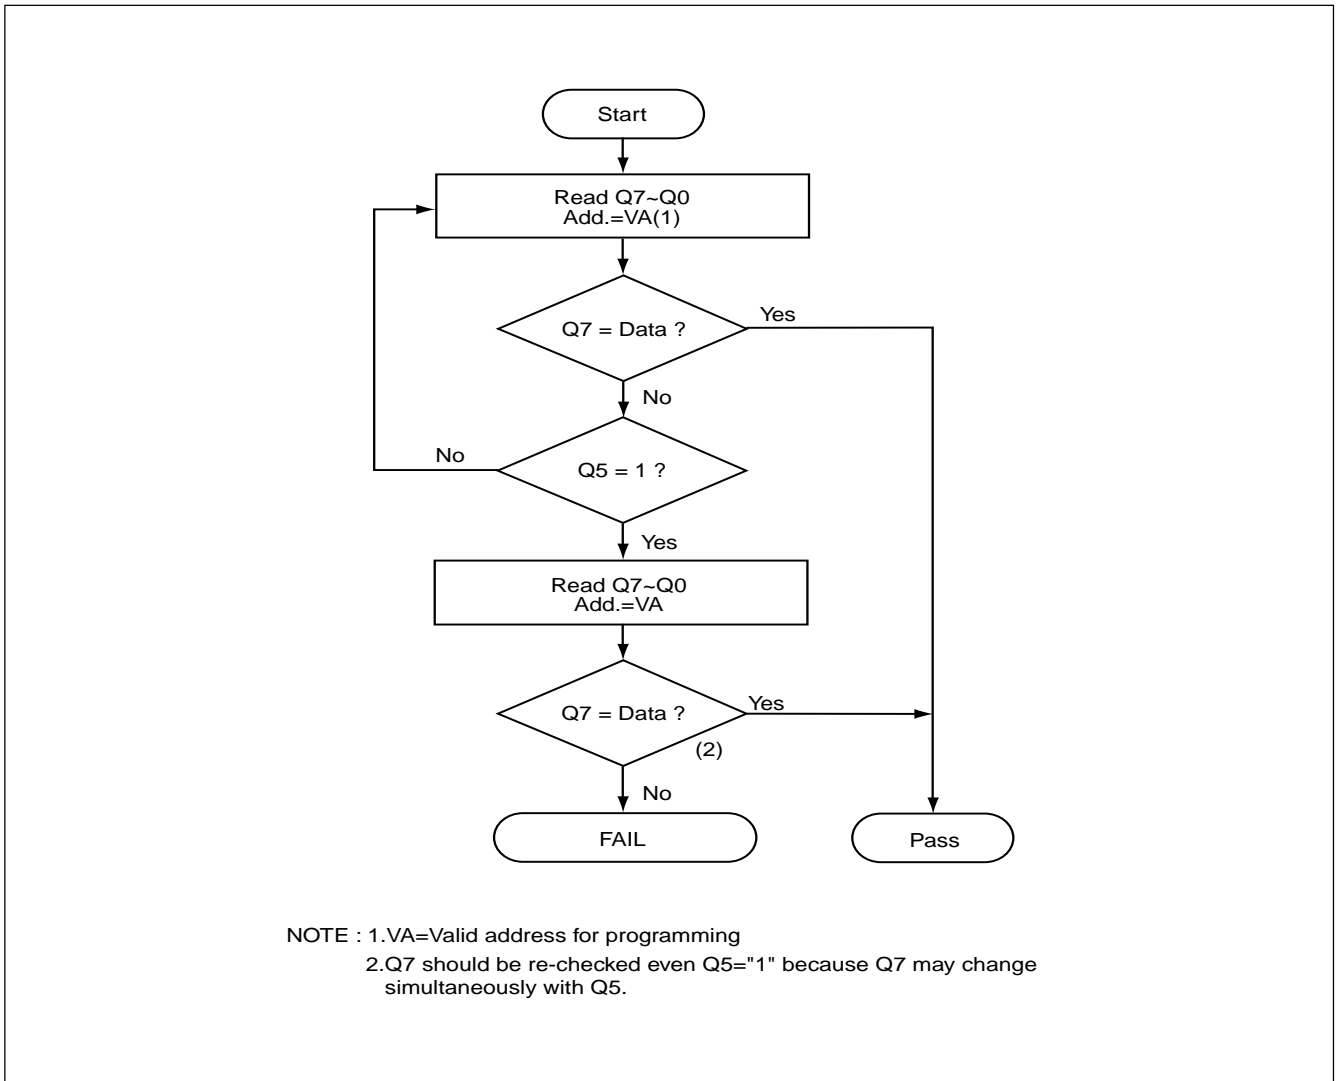 Start
Read Q7~Q0
Add.=VA(1)
Q7 = Data ?
Yes
No
No
Q5 = 1 ?
Yes
Read Q7~Q0
Add.=VA
Q7 = Data ?
Yes
(2)
No
FAIL
Pass
NOTE : 1.VA=Valid address for programming
2.Q7 should be re-checked even Q5="1" because Q7 may change
simultaneously with Q5.